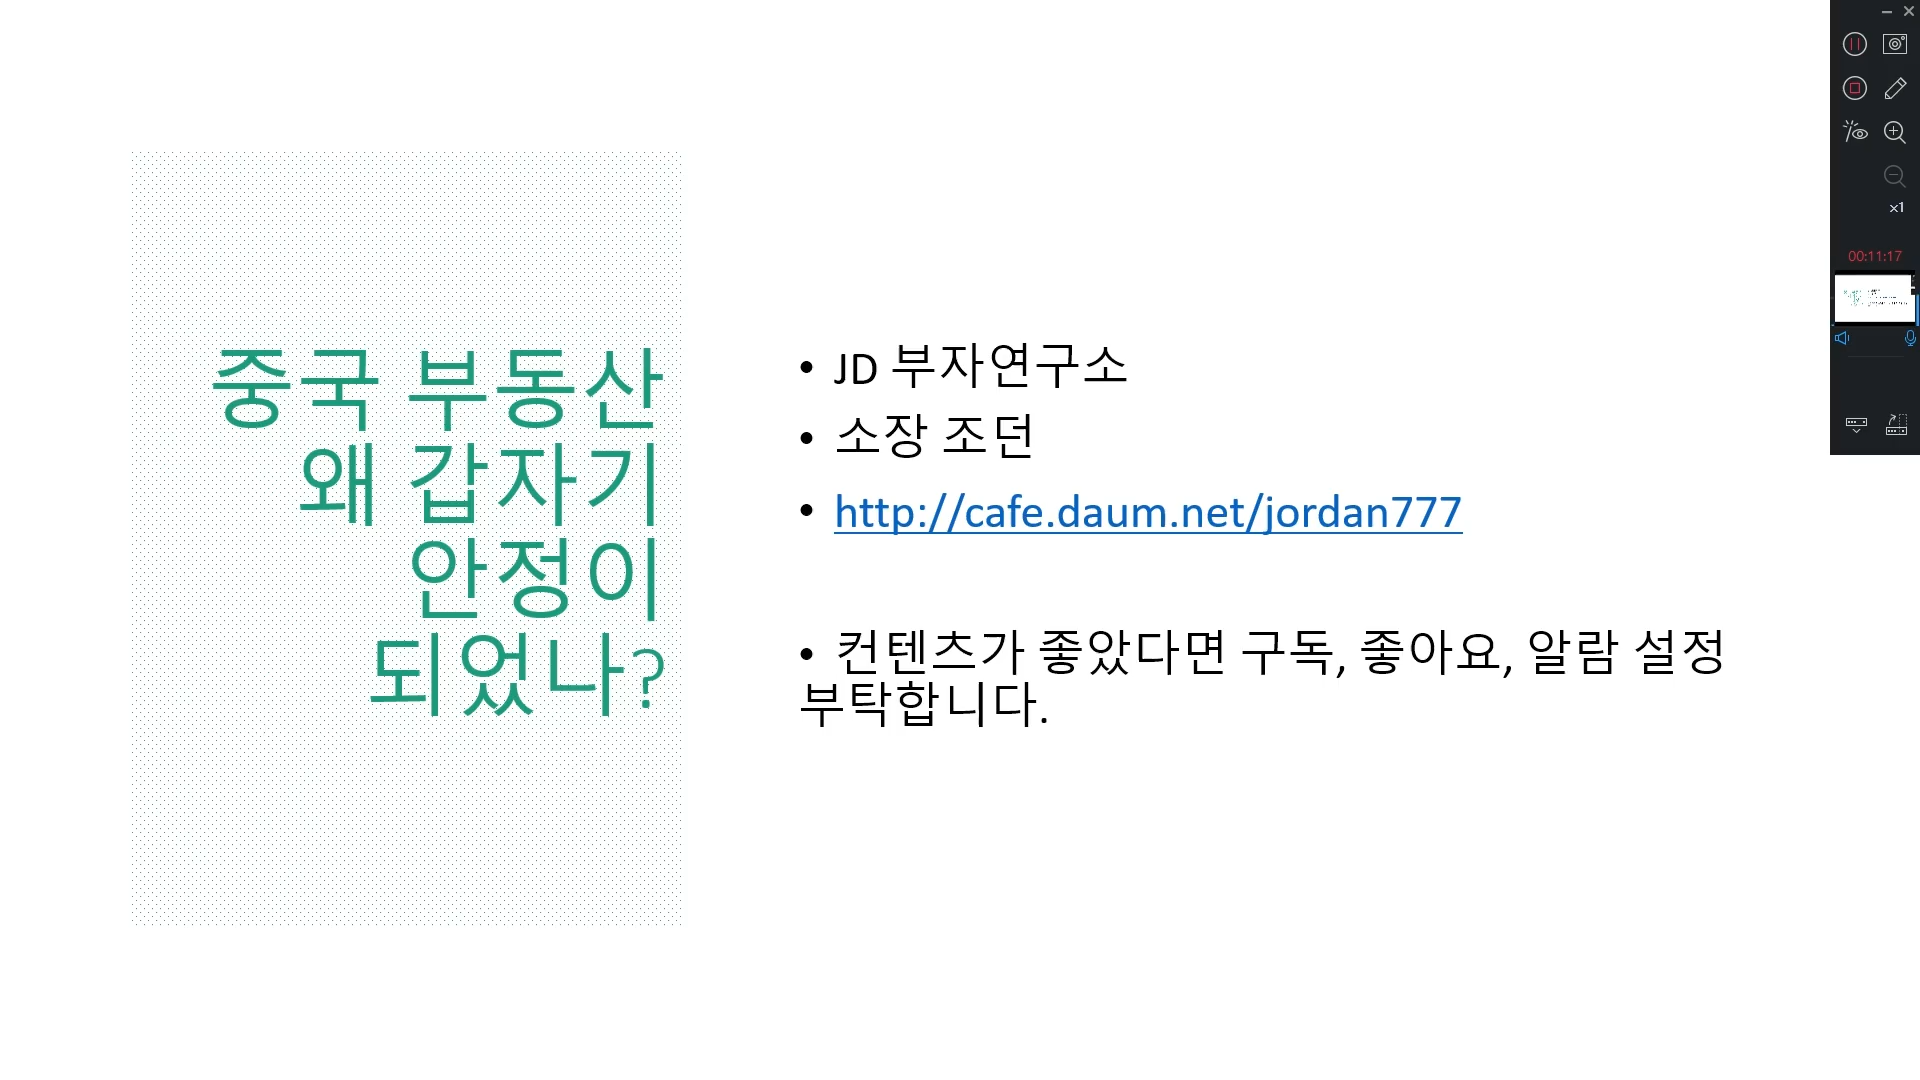 중국 부동산
왜 갑자기
안정이
되었나?
• JD 부자연구소
• 소장 조던
• http://cafe.daum.net/jordan777
• 컨텐츠가 좋았다면 구독, 좋아요, 알람 설정
부탁합니다.
x1
00:11:17